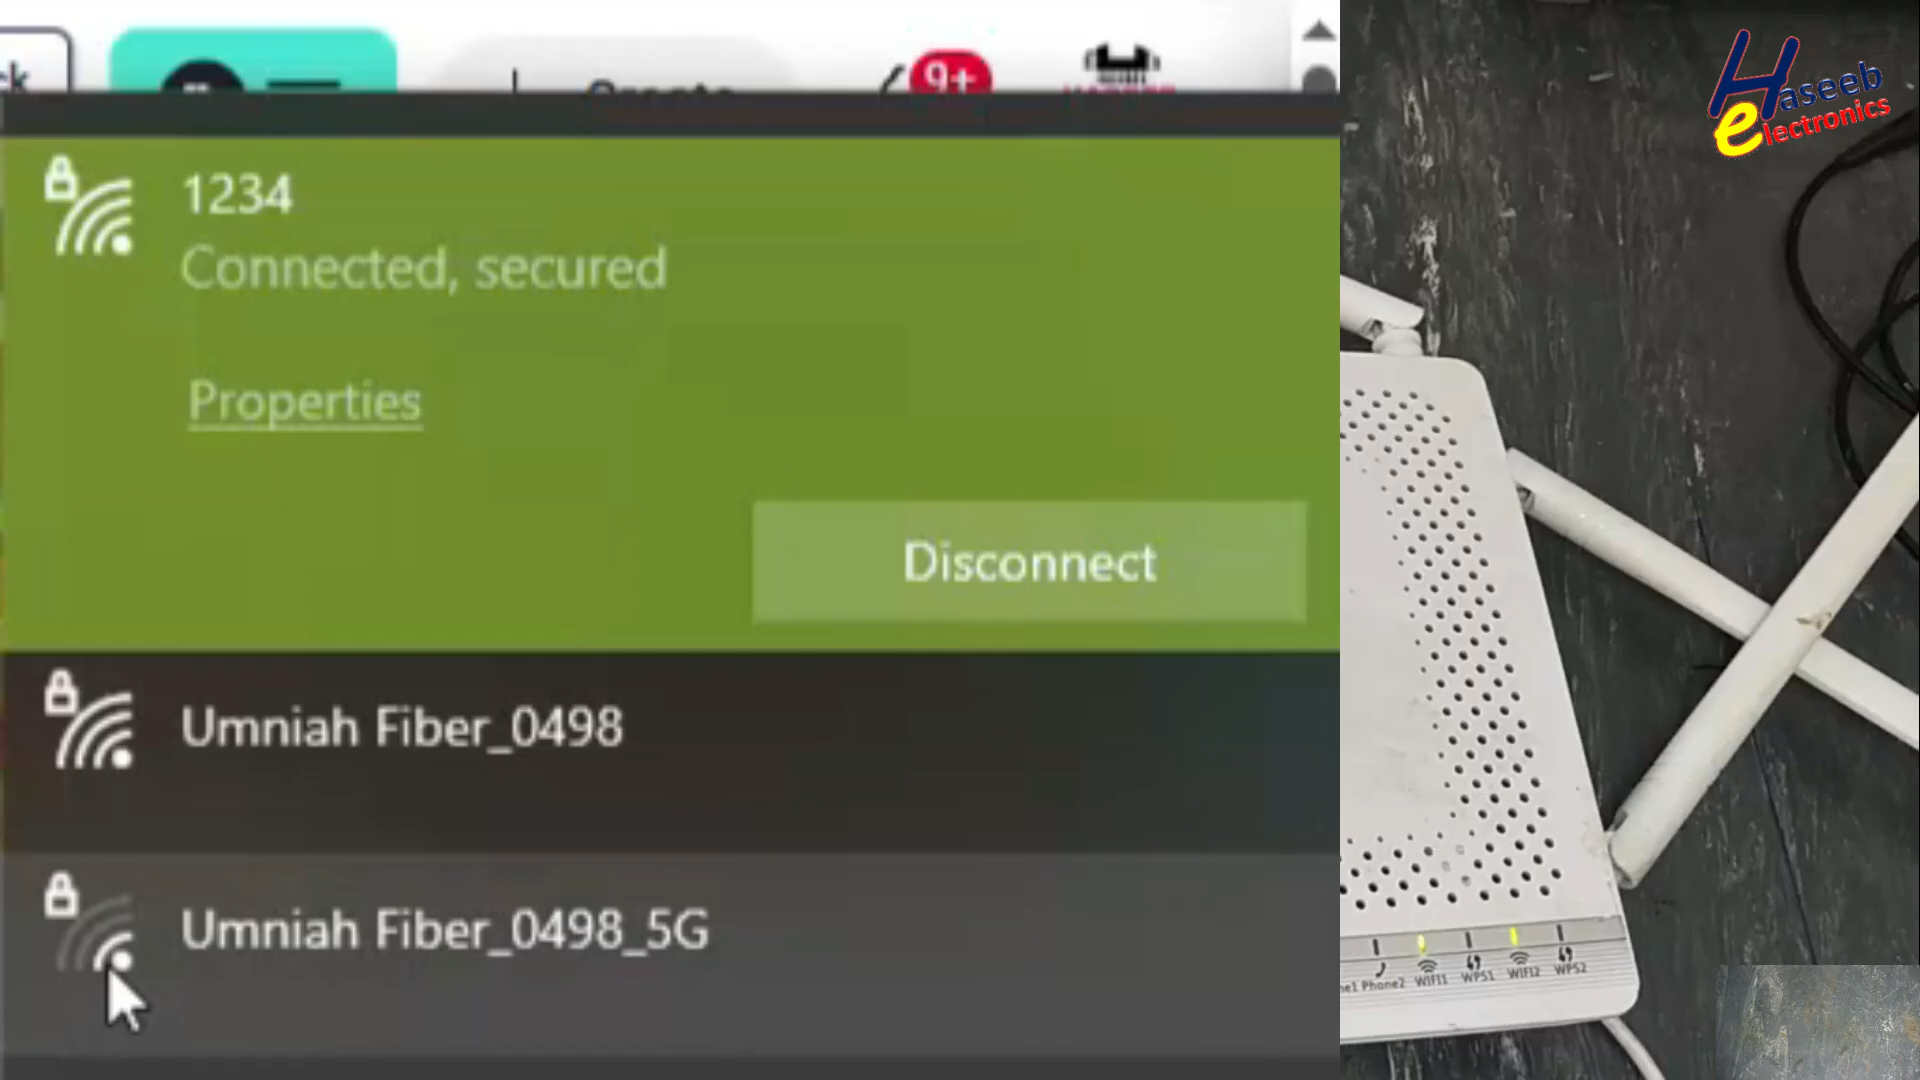 9+
Haseeb
electronics
1234
Connected, secured
Properties
Disconnect
Umniah Fiber_0498
Umniah Fiber_0498_5G
Phone2 WIFI1 WPS1 WIFI2 WPS2